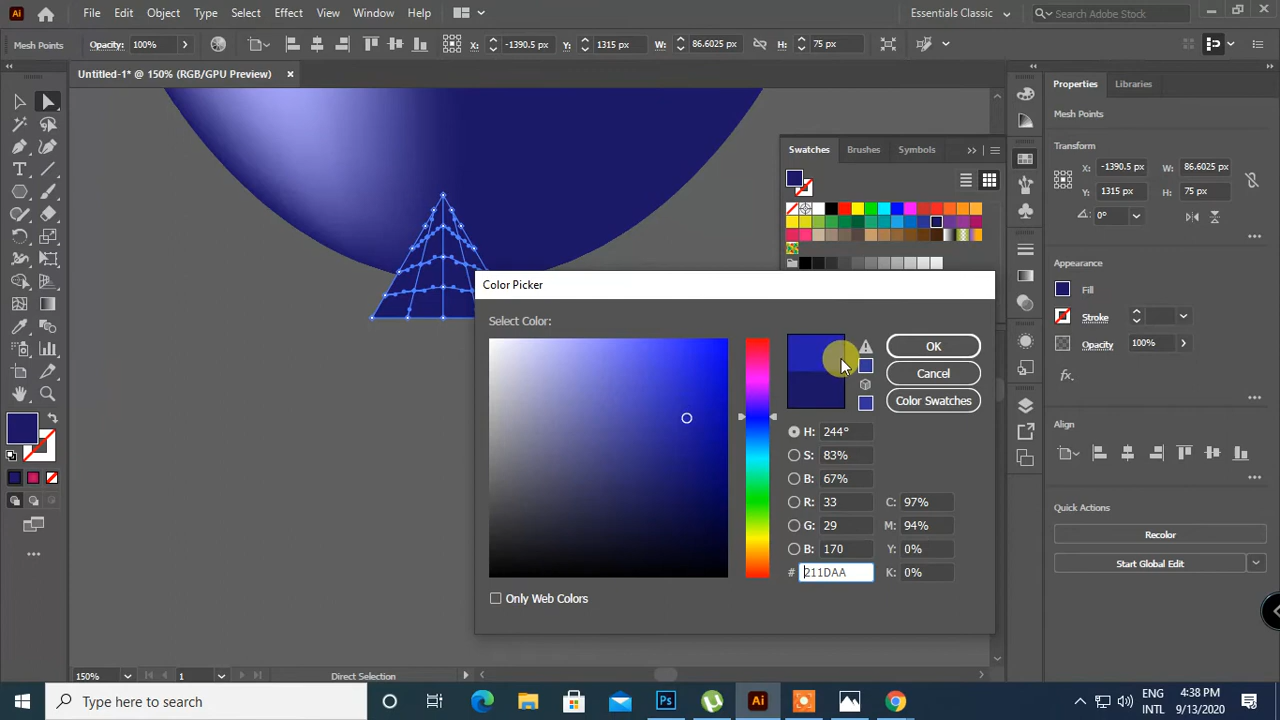 Ai File Edit Object Type Select Effect View Window Help Essentials Classic Search Adobe Stock
Mesh Points Opacity: 100% X: -1390.5 px Y: 1315 px W: 86.6025 px H: 75 px
Untitled-1* @ 150% (RGB/GPU Preview)
Properties Libraries
Mesh Points
Transform
X: -1390.5 px W: 86.6025 px
Y: 1315 px H: 75 px
0°
Appearance
Fill
Stroke
Opacity 100%
fx.
Align
Quick Actions
Recolor
Start Global Edit
Swatches Brushes Symbols
Color Picker
Select Color:
OK
Cancel
Color Swatches
H: 244°
S: 83%
B: 67%
R: 33 C: 97%
G: 29 M: 94%
B: 170 Y: 0%
# 211DAA K: 0%
Only Web Colors
150% 1 Direct Selection
Type here to search Ps Ai ENG INTL 4:38 PM 9/13/2020